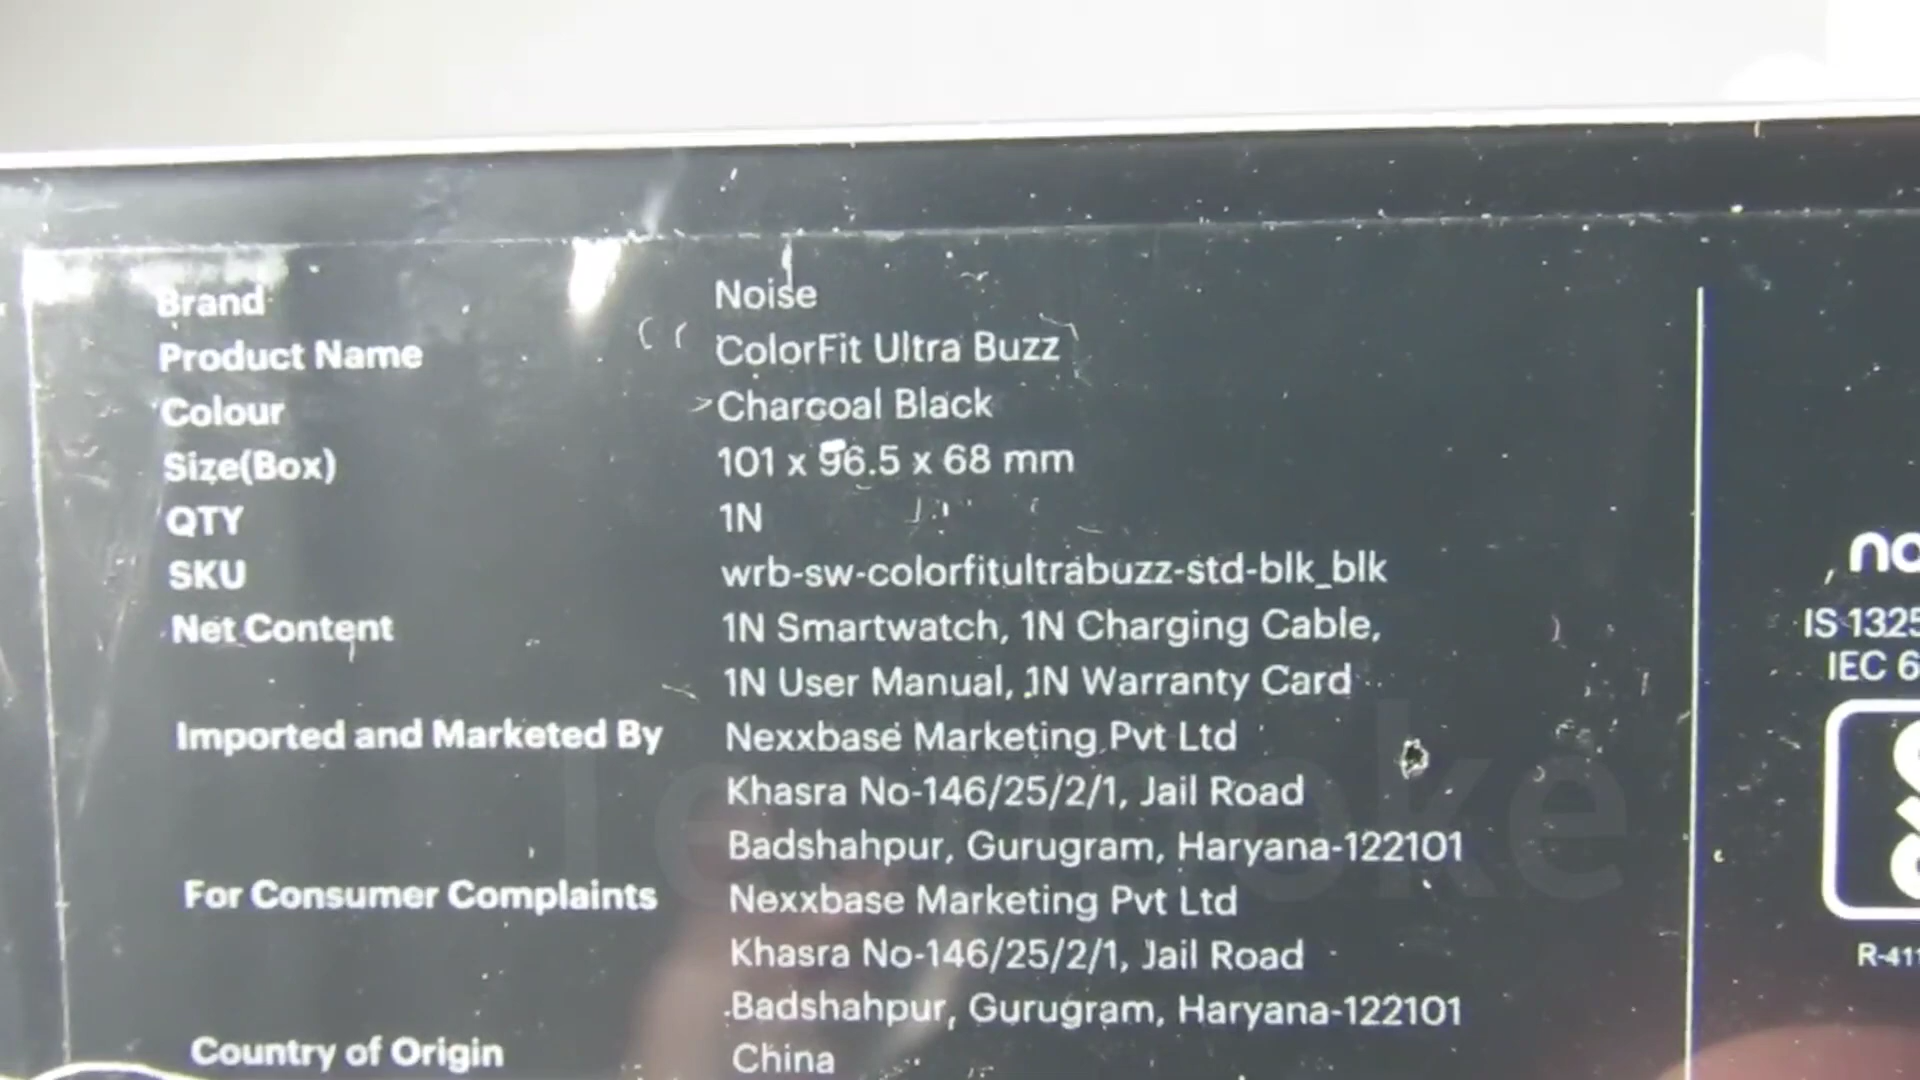 Brand Noise
Product Name ColorFit Ultra Buzz
Colour Charcoal Black
Size(Box) 101 x 96.5 x 68 mm
QTY 1N
SKU wrb-sw-colorfitultrabuzz-std-blk_blk
Net Content 1N Smartwatch, 1N Charging Cable,
1N User Manual, 1N Warranty Card
Imported and Marketed By Nexxbase Marketing Pvt Ltd
Khasra No-146/25/2/1, Jail Road
Badshahpur, Gurugram, Haryana-122101
For Consumer Complaints Nexxbase Marketing Pvt Ltd
Khasra No-146/25/2/1, Jail Road
Badshahpur, Gurugram, Haryana-122101
Country of Origin China
no
IS 1325
IEC 6
R-411